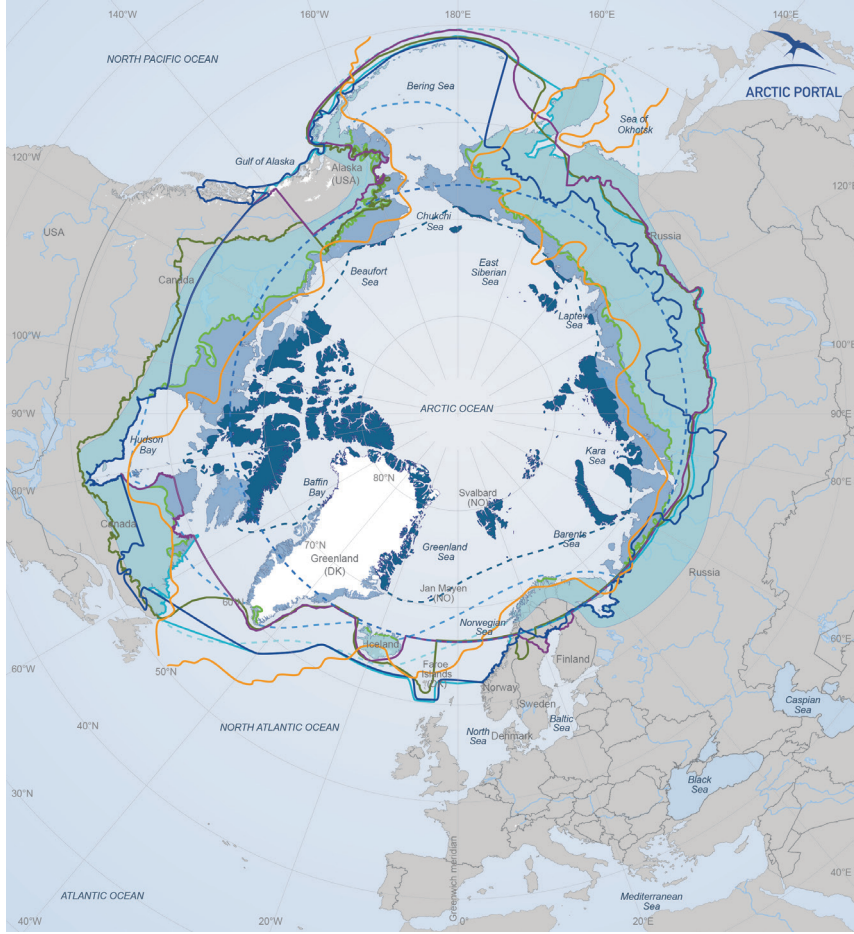 140°W
160°W
180°E
160°E
140°E
NORTH PACIFIC OCEAN
Bering Sea
ARCTIC PORTAL
Sea of
Okhotsk
120°W
Gulf of Alaska
Alaska
(USA)
120°E
USA
Chukchi
Sea
Russia
Beaufort
Sea
East
Siberian
Sea
Canada
Laptev
Sea
100°W
100°E
90°W
ARCTIC OCEAN
90°E
Hudson
Bay
Kara
Sea
80°W
Baffin
Bay
80°N
Svalbard
(NO)
80°E
Canada
70°N
Greenland
(DK)
Greenland
Sea
Barents
Sea
Russia
Jan Mayen
(NO)
60°N
Norwegian
Sea
60°E
Iceland
Finland
60°W
50°N
Faroe
Islands
(DK)
Norway
Sweden
Caspian
Sea
40°N
NORTH ATLANTIC OCEAN
North
Sea
Baltic
Sea
Denmark
Black
Sea
30°N
Greenwich meridian
40°E
ATLANTIC OCEAN
Mediterranean
Sea
40°W
20°W
0°
20°E